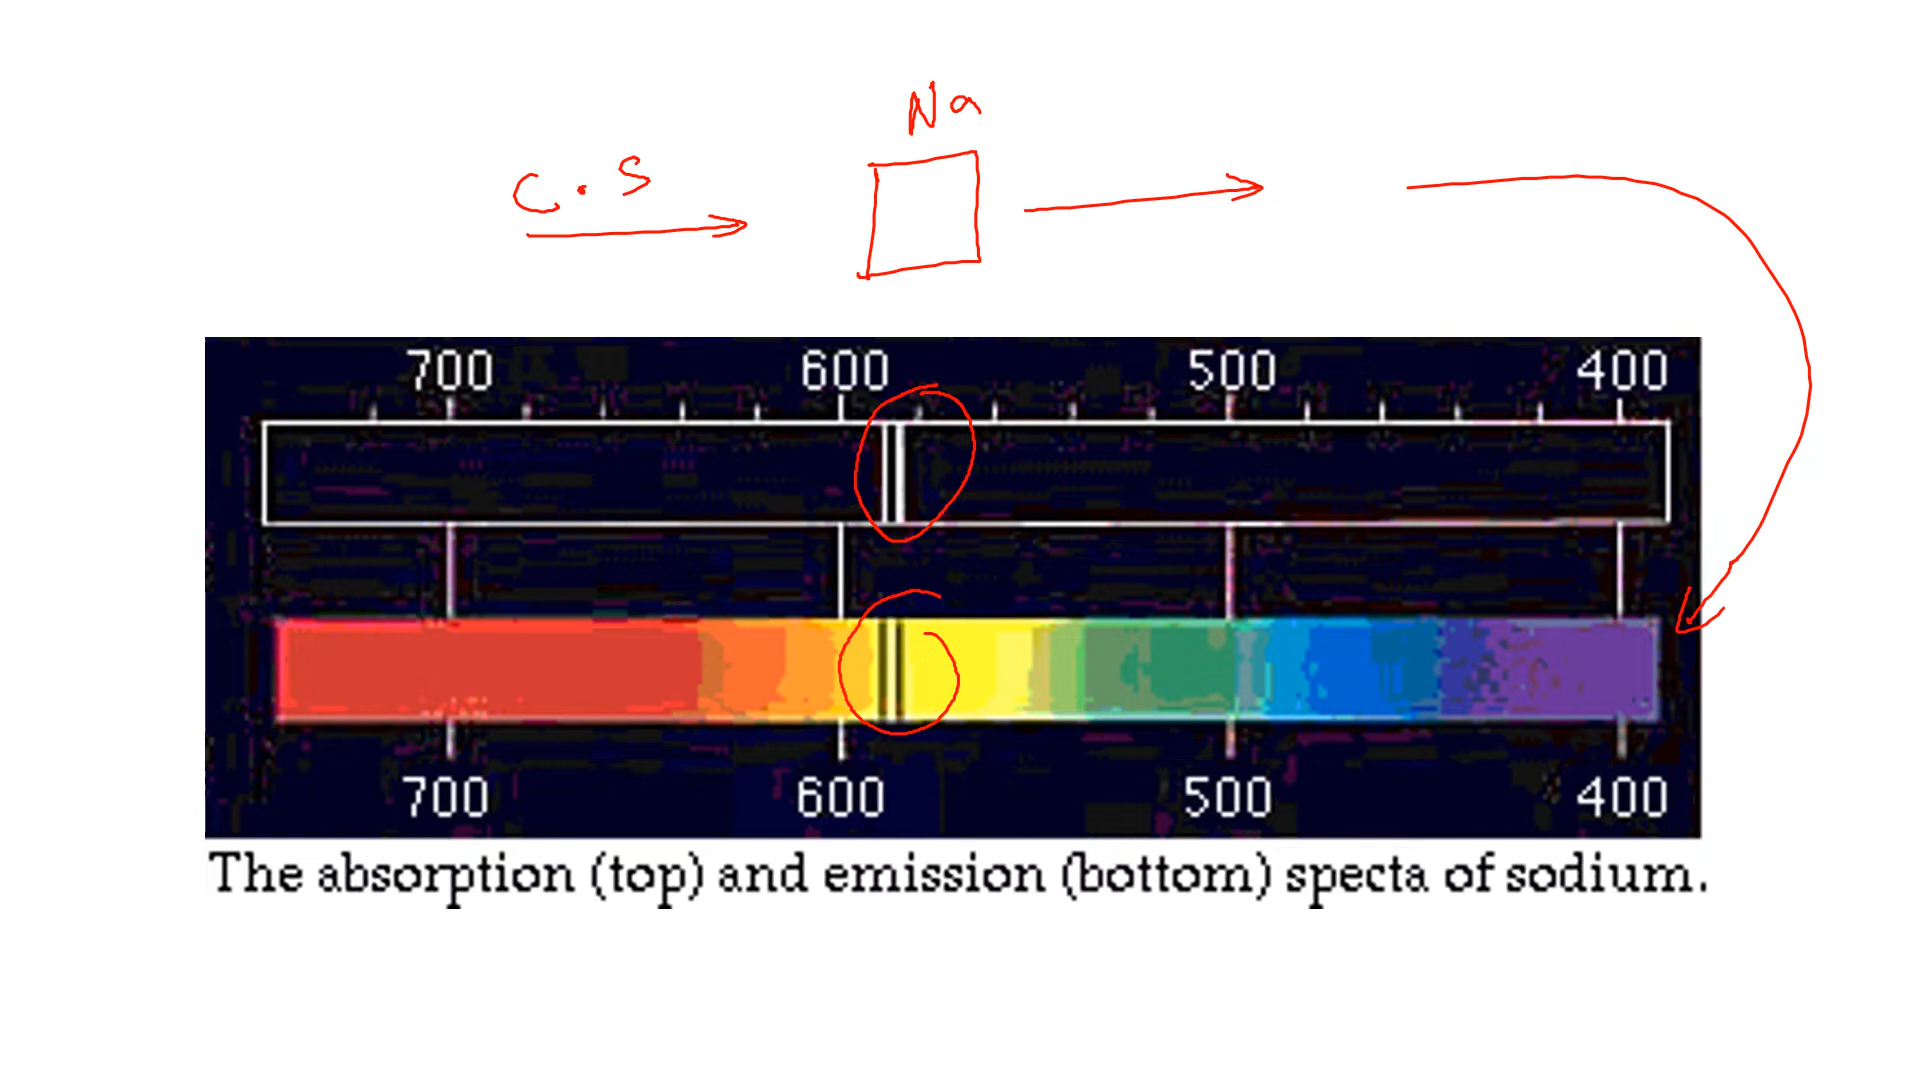 Na
C.S
700 600 500 400
700 600 500 400
The absorption (top) and emission (bottom) specta of sodium.